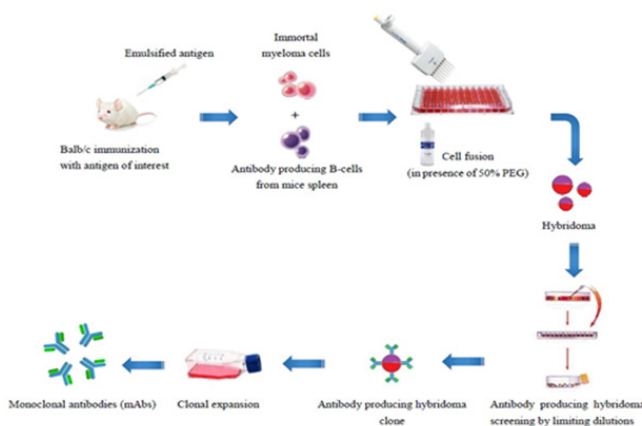 Emulsified antigen
Immortal
myeloma cells
+
Balb/c immunization
with antigen of interest
Antibody producing B-cells
from mice spleen
Cell fusion
(in presence of 50% PEG)
Hybridoma
Monoclonal antibodies (mAbs)
Clonal expansion
Antibody producing hybridoma
clone
Antibody producing hybridoma
screening by limiting dilutions